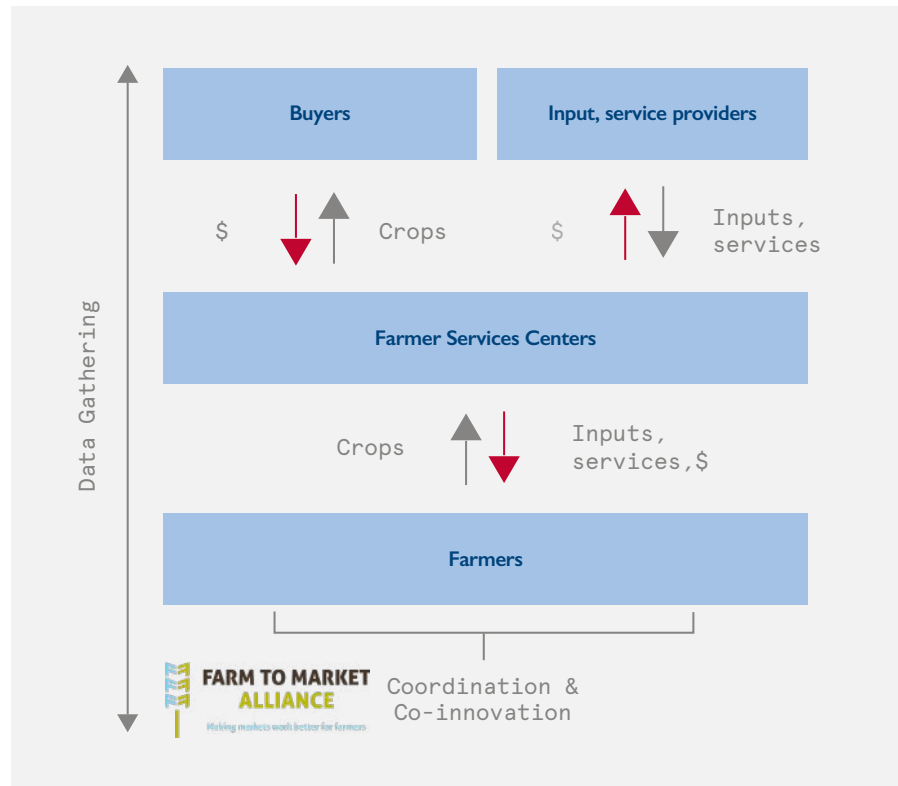 Buyers
Input, service providers
$
Crops
$
Inputs,
services
Data Gathering
Farmer Services Centers
Crops
Inputs,
services,$
Farmers
FARM TO MARKET
ALLIANCE
Making markets work better for farmers
Coordination &
Co-innovation